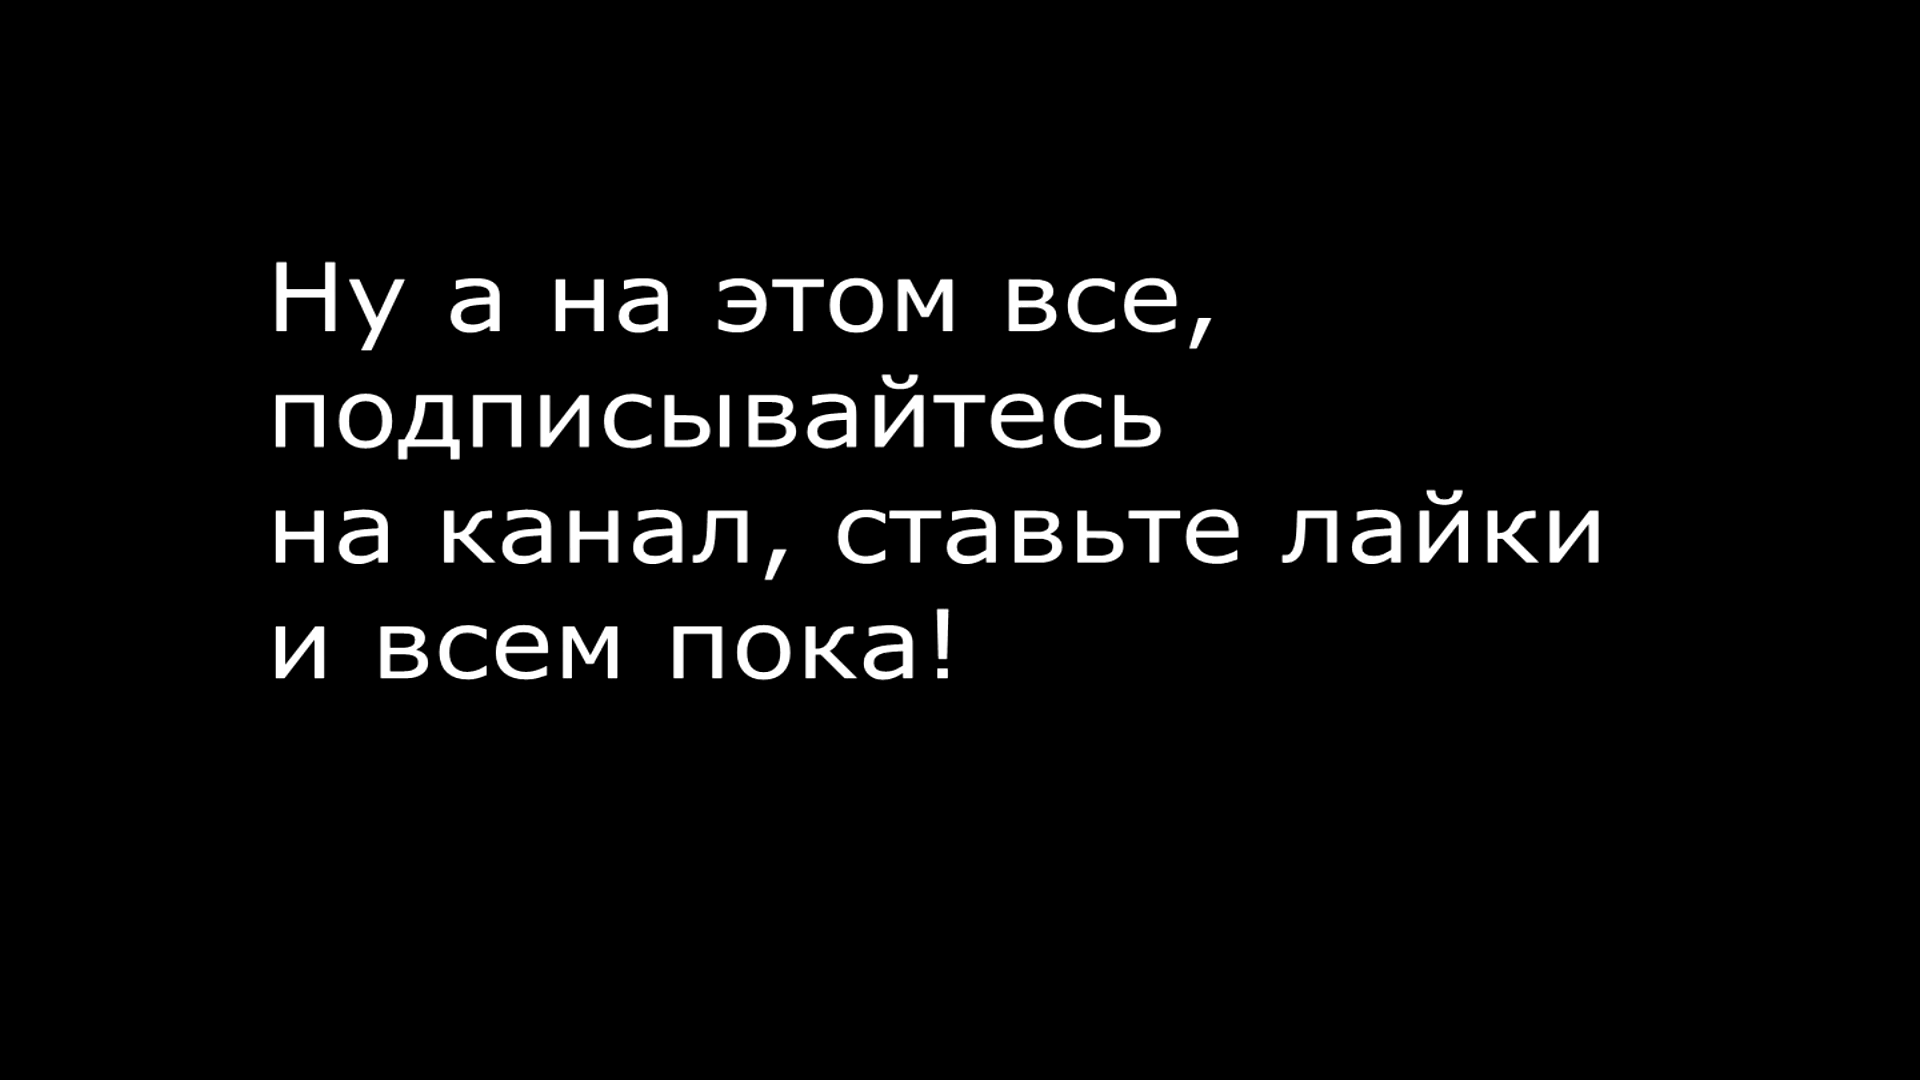 Ну а на этом все,
подписывайтесь
на канал, ставьте лайки
и всем пока!